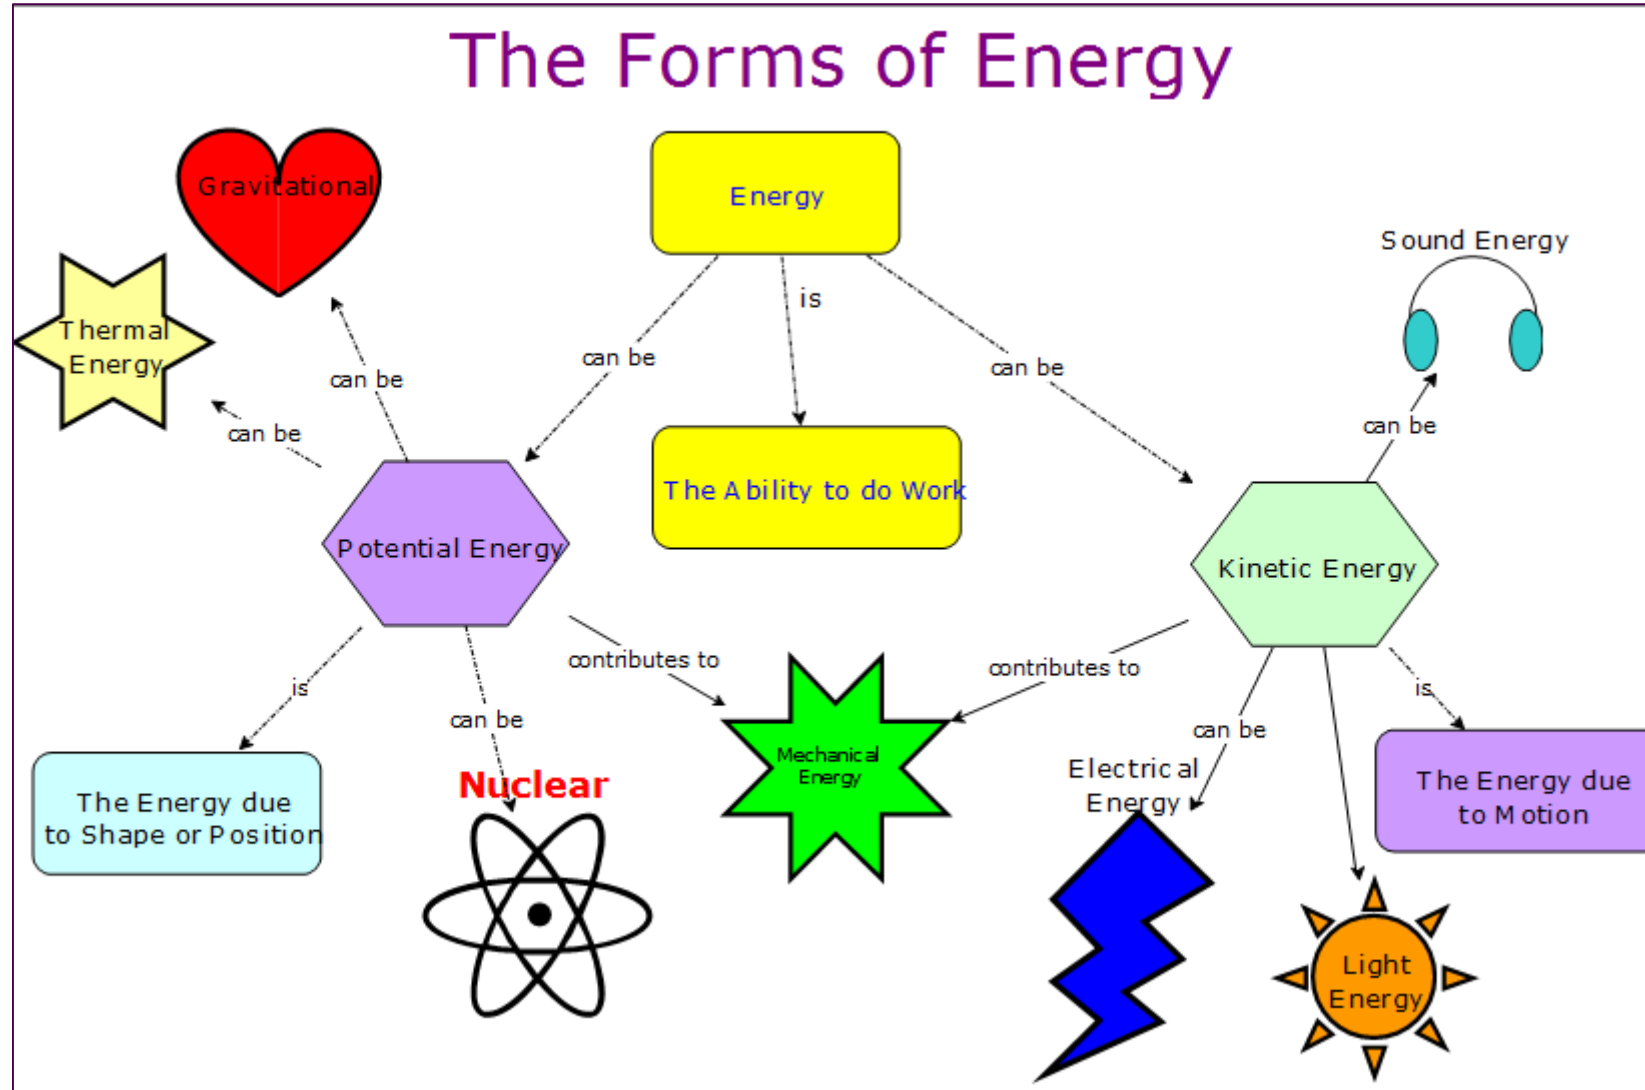 The Forms of Energy
Gravitational
Energy
Sound Energy
is
Thermal
Energy
can be
can be
can be
can be
can be
can be
The Ability to do Work
Potential Energy
Kinetic Energy
contributes to
contributes to
is
is
can be
can be
Mechanical
Energy
Nuclear
Electrical
Energy
The Energy due
to Motion
The Energy due
to Shape or Position
Light
Energy